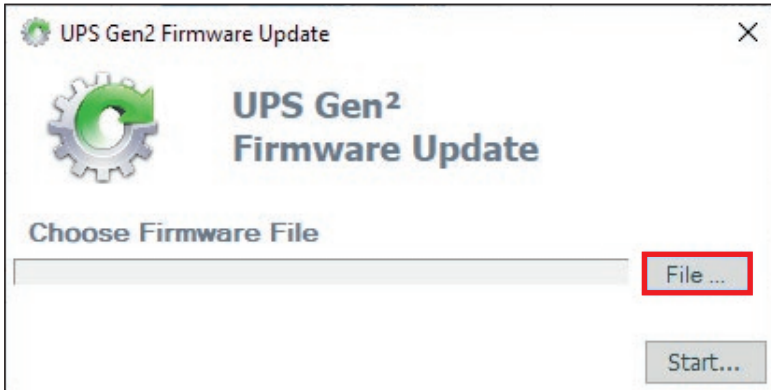 UPS Gen2 Firmware Update
UPS Gen²
Firmware Update
Choose Firmware File
File ...
Start...